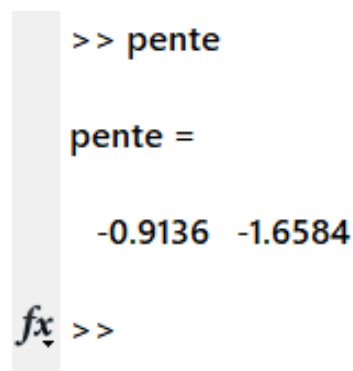 >> pente
pente =
-0.9136 -1.6584
fx >>